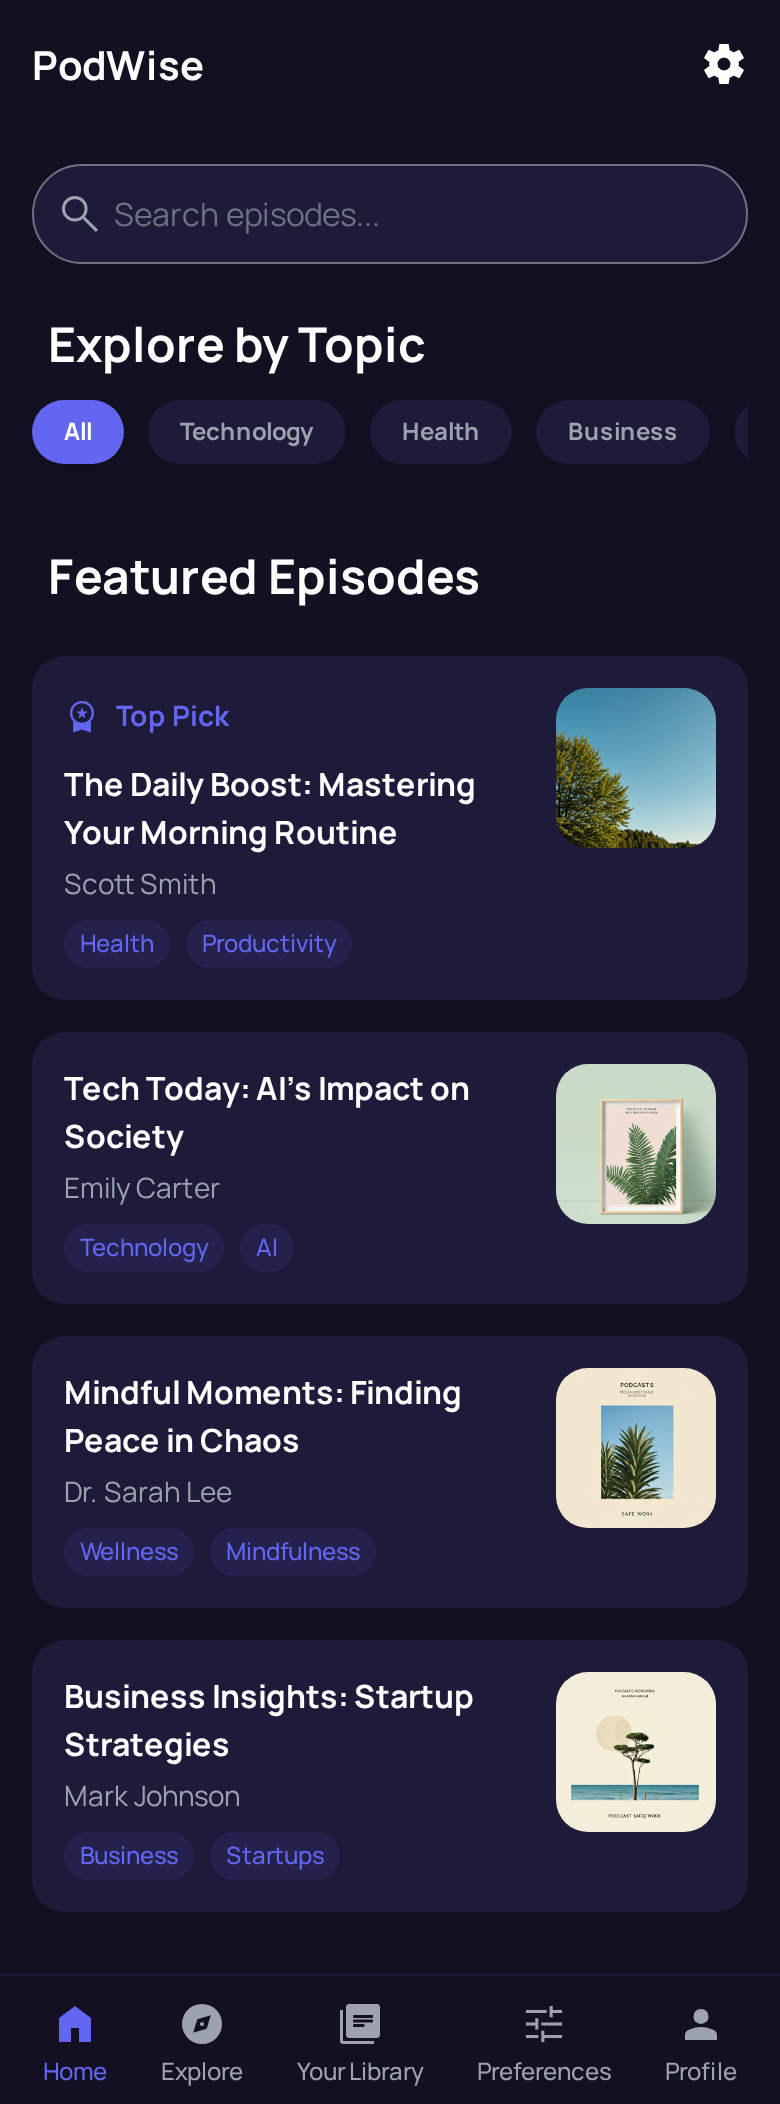 PodWise
Search episodes...
Explore by Topic
All
Technology
Health
Business
Featured Episodes
Top Pick
The Daily Boost: Mastering
Your Morning Routine
Scott Smith
Health
Productivity
Tech Today: AI's Impact on
Society
Emily Carter
Technology
AI
Mindful Moments: Finding
Peace in Chaos
Dr. Sarah Lee
Wellness
Mindfulness
PODCASTS
SAFE WORK
Business Insights: Startup
Strategies
Mark Johnson
Business
Startups
Home
Explore
Your Library
Preferences
Profile